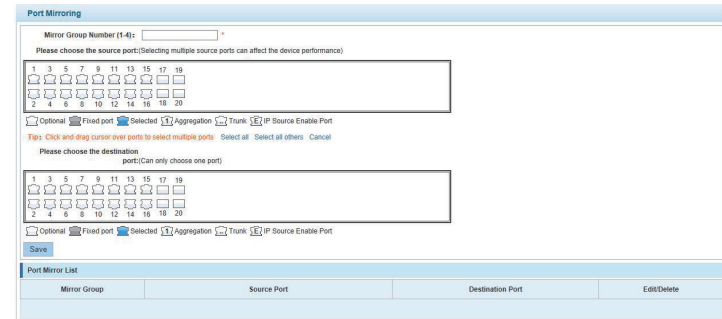 Port Mirroring
Mirror Group Number (1-4): *
Please choose the source port:(Selecting multiple source ports can affect the device performance)
1 3 5 7 9 11 13 15 17 19
2 4 6 8 10 12 14 16 18 20
Optional Fixed port Selected 1 Aggregation Trunk E IP Source Enable Port
Tip: Click and drag cursor over ports to select multiple ports Select all Select all others Cancel
Please choose the destination
port:(Can only choose one port)
1 3 5 7 9 11 13 15 17 19
2 4 6 8 10 12 14 16 18 20
Optional Fixed port Selected 1 Aggregation Trunk E IP Source Enable Port
Save
Port Mirror List
Mirror Group Source Port Destination Port Edit/Delete